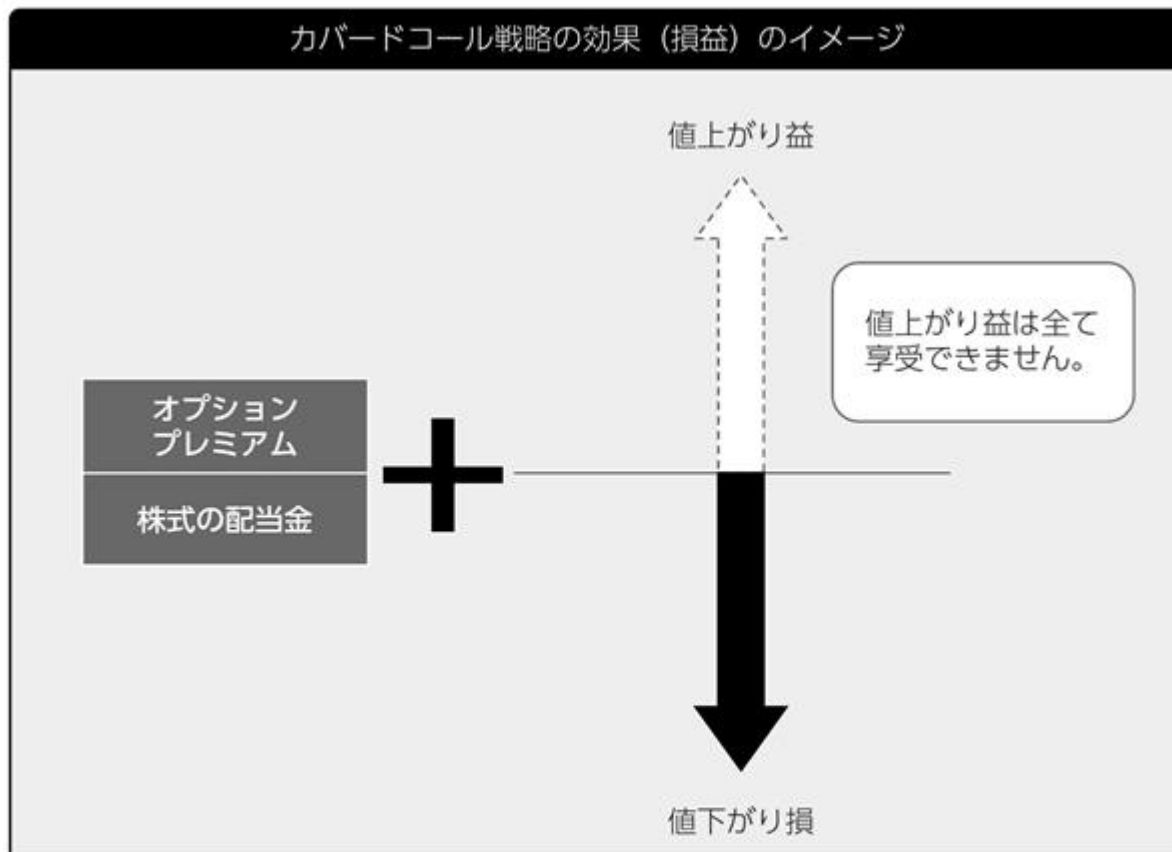 カバードコール戦略の効果（損益）のイメージ
値上がり益
値上がり益は全て
享受できません。
オプション
プレミアム
株式の配当金
値下がり損